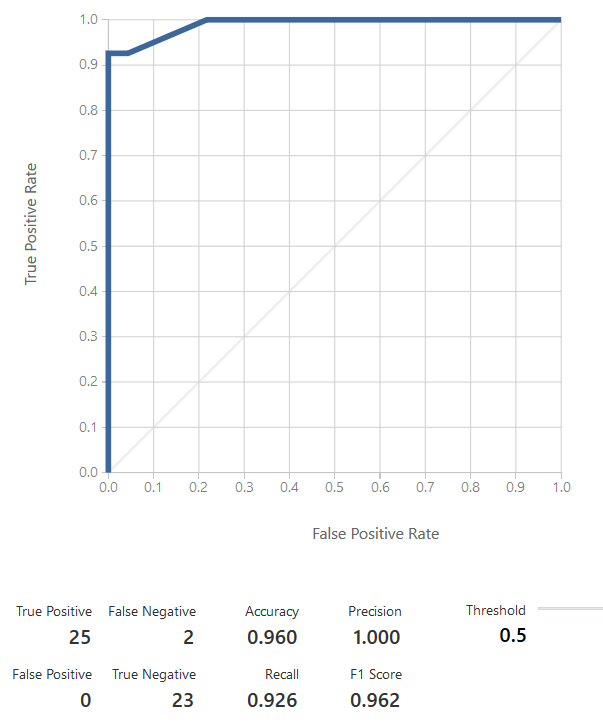 1.0
0.9
0.8
0.7
0.6
0.5
0.4
0.3
0.2
0.1
0.0
True Positive Rate
0.0 0.1 0.2 0.3 0.4 0.5 0.6 0.7 0.8 0.9 1.0
False Positive Rate
True Positive False Negative Accuracy Precision Threshold
25 2 0.960 1.000 0.5
False Positive True Negative Recall F1 Score
0 23 0.926 0.962